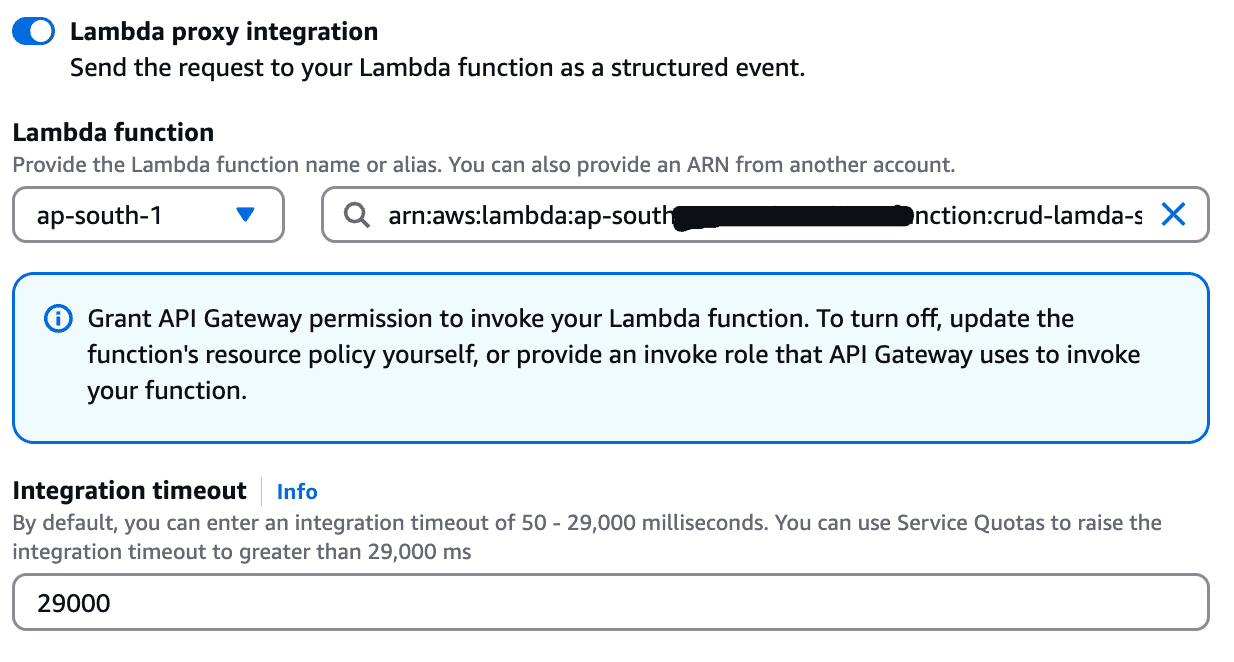 Lambda proxy integration
Send the request to your Lambda function as a structured event.
Lambda function
Provide the Lambda function name or alias. You can also provide an ARN from another account.
ap-south-1
arn:aws:lambda:ap-south nction:crud-lamda-s
Grant API Gateway permission to invoke your Lambda function. To turn off, update the
function's resource policy yourself, or provide an invoke role that API Gateway uses to invoke
your function.
Integration timeout Info
By default, you can enter an integration timeout of 50 - 29,000 milliseconds. You can use Service Quotas to raise the
integration timeout to greater than 29,000 ms
29000